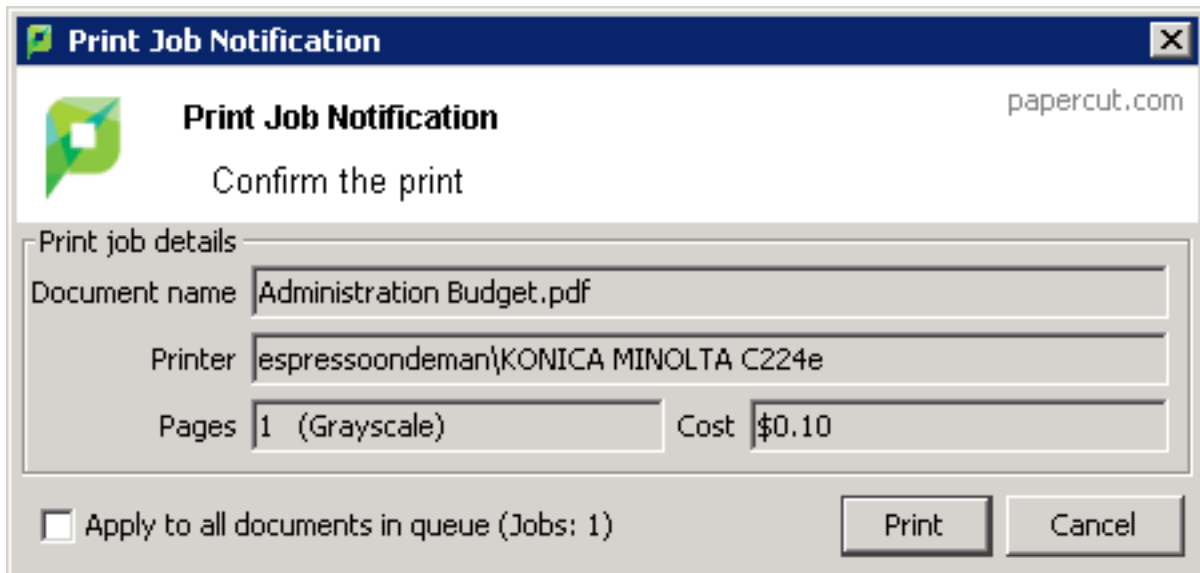 Print Job Notification
papercut.com
Print Job Notification
Confirm the print
Print job details
Document name Administration Budget.pdf
Printer espressoondeman\KONICA MINOLTA C224e
Pages 1 (Grayscale) Cost $0.10
Apply to all documents in queue (Jobs: 1) Print Cancel